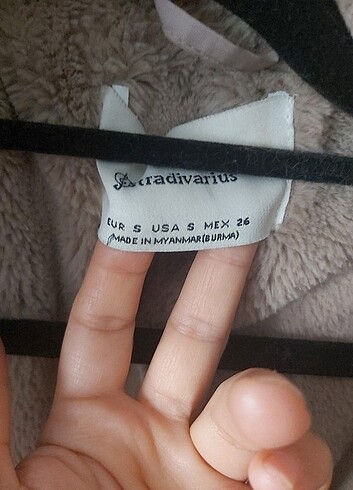 Stradivarius
EUR S USA S MEX 26
MADE IN MYANMAR(BURMA)